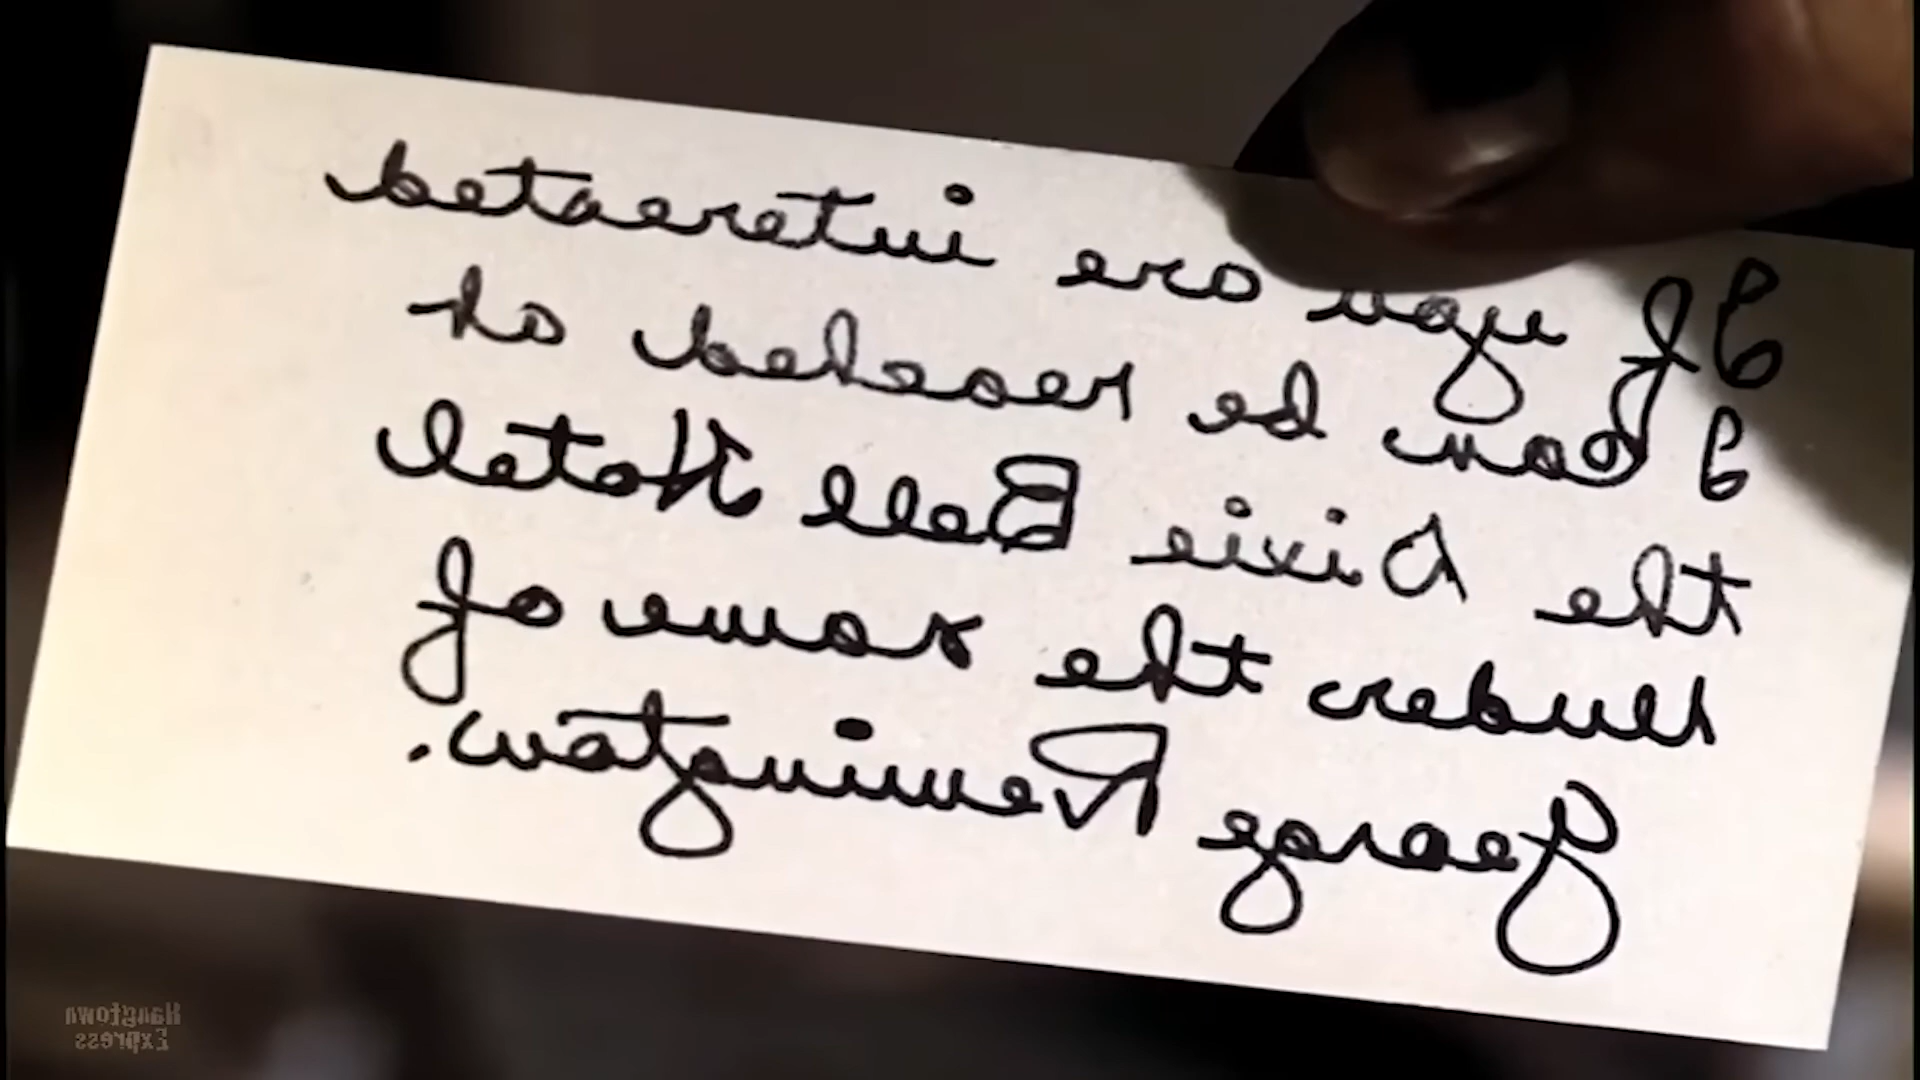 If you are interested
I can be reached at
the Dixie Bell Hotel
under the name of
George Remington.
Hangtown
Express